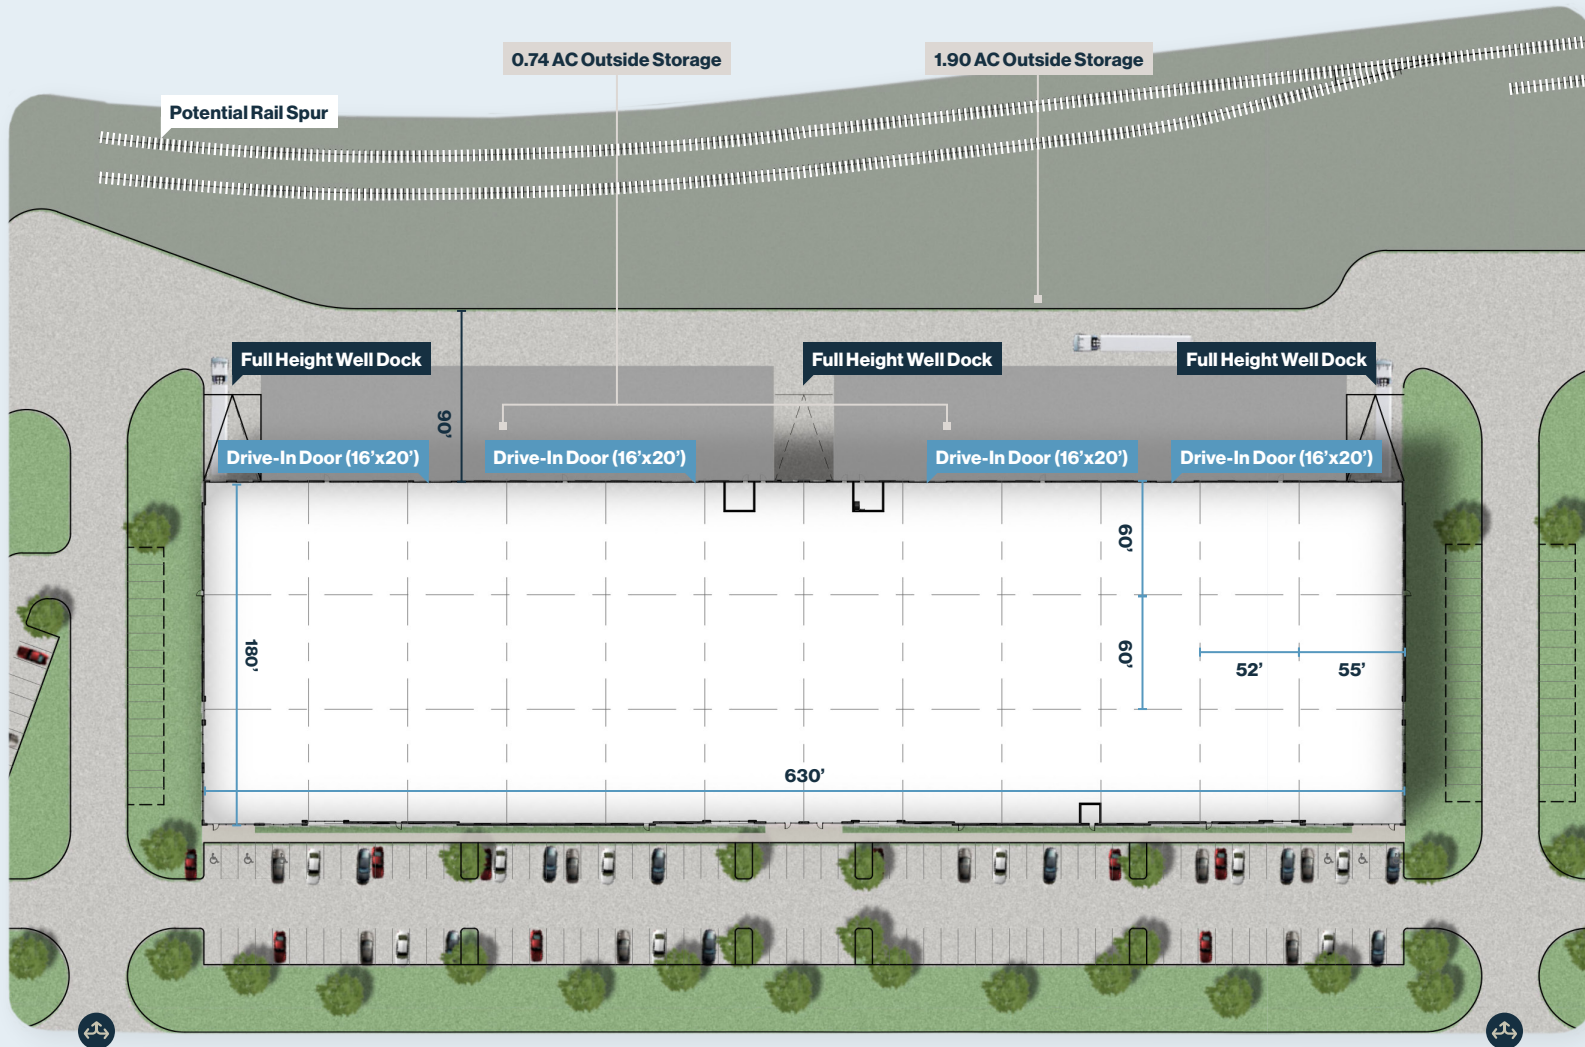 0.74 AC Outside Storage
1.90 AC Outside Storage
Potential Rail Spur
Full Height Well Dock
Full Height Well Dock
Full Height Well Dock
90’
Drive-In Door (16’x20’)
Drive-In Door (16’x20’)
Drive-In Door (16’x20’)
Drive-In Door (16’x20’)
60’
180’
60’
52’
55’
630’